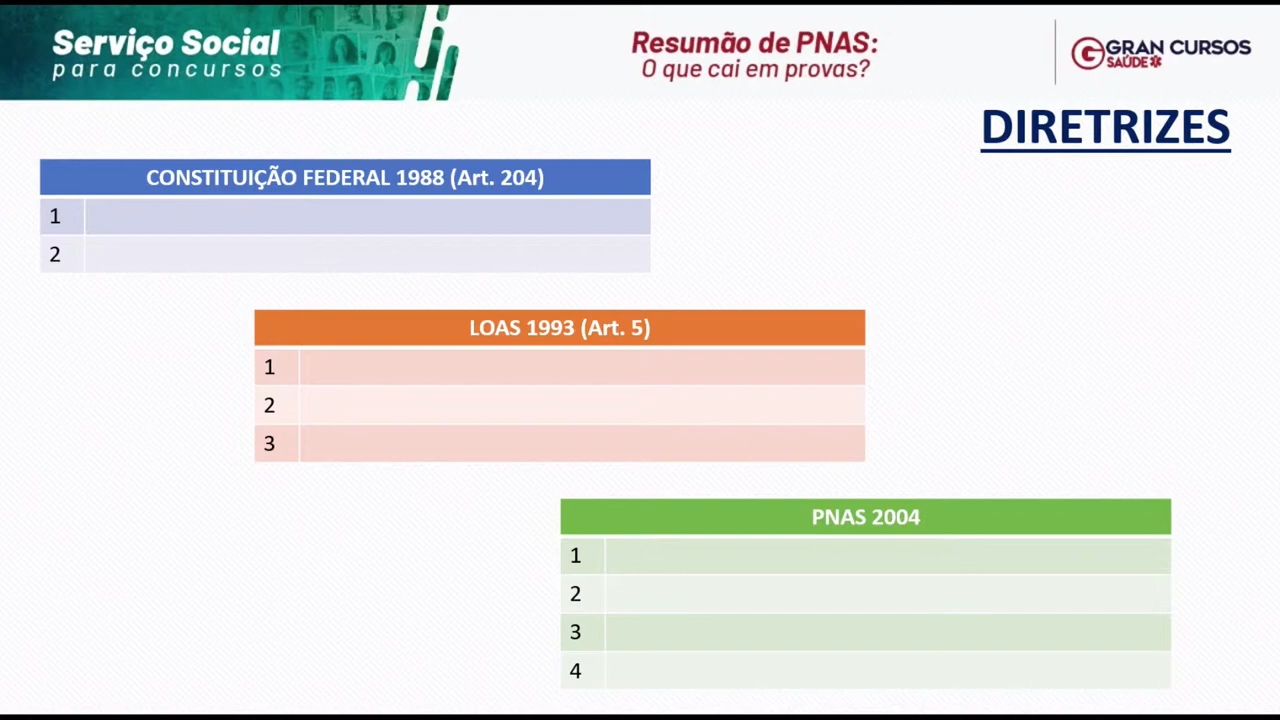 Serviço Social
para concursos
Resumão de PNAS:
O que cai em provas?
GRAN CURSOS
SAÚDE
DIRETRIZES
CONSTITUIÇÃO FEDERAL 1988 (Art. 204)
1
2
LOAS 1993 (Art. 5)
1
2
3
PNAS 2004
1
2
3
4